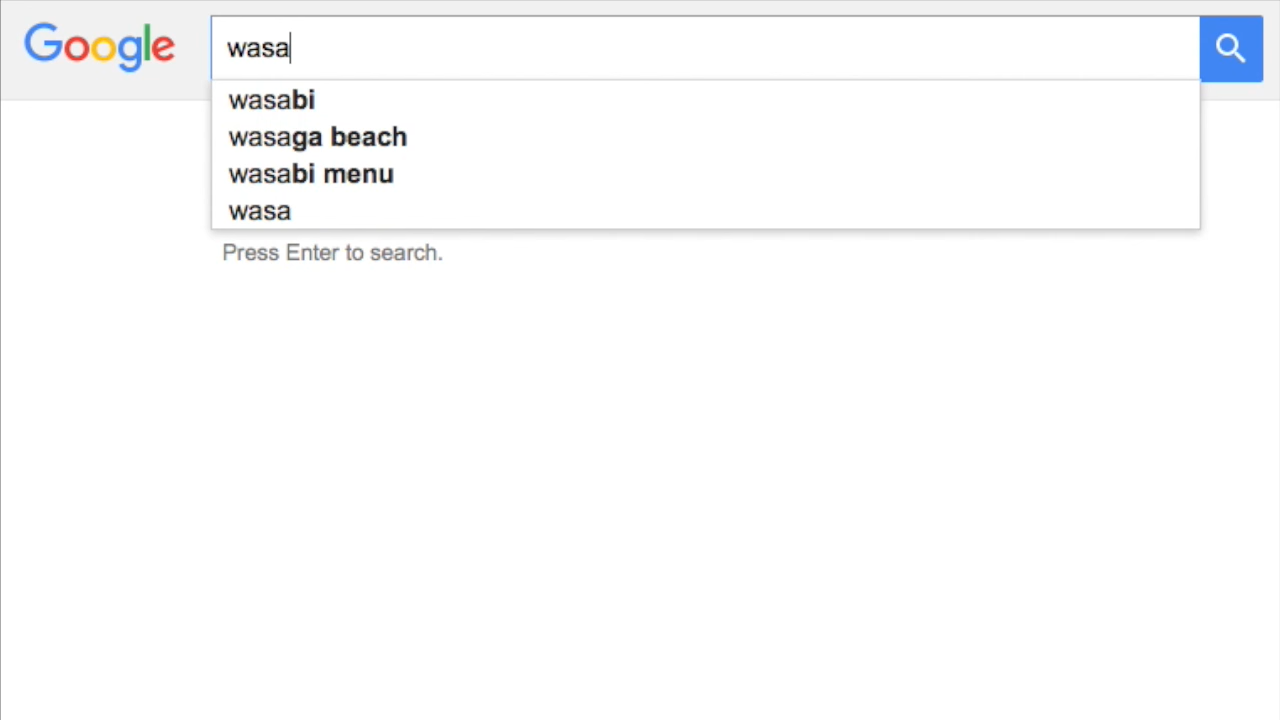 Google
wasa
wasabi
wasaga beach
wasabi menu
wasa
Press Enter to search.